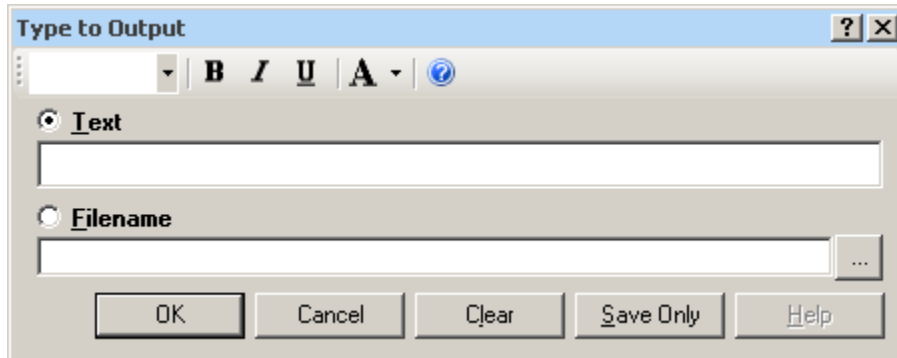 Type to Output ? X
B I U A ?
Text
Filename
...
OK Cancel Clear Save Only Help